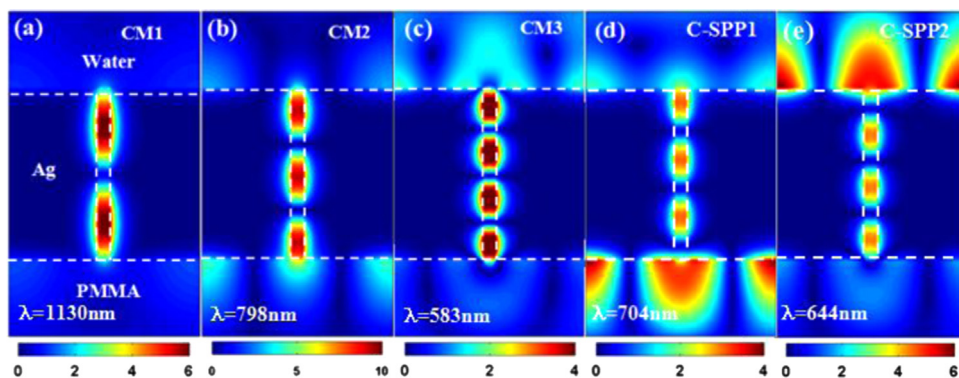 (a) CM1
Water
Ag
PMMA
λ=1130nm
0 2 4 6
(b) CM2
λ=798nm
0 5 10
(c) CM3
λ=583nm
0 2 4
(d) C-SPP1
λ=704nm
0 2 4
(e) C-SPP2
λ=644nm
0 2 4 6